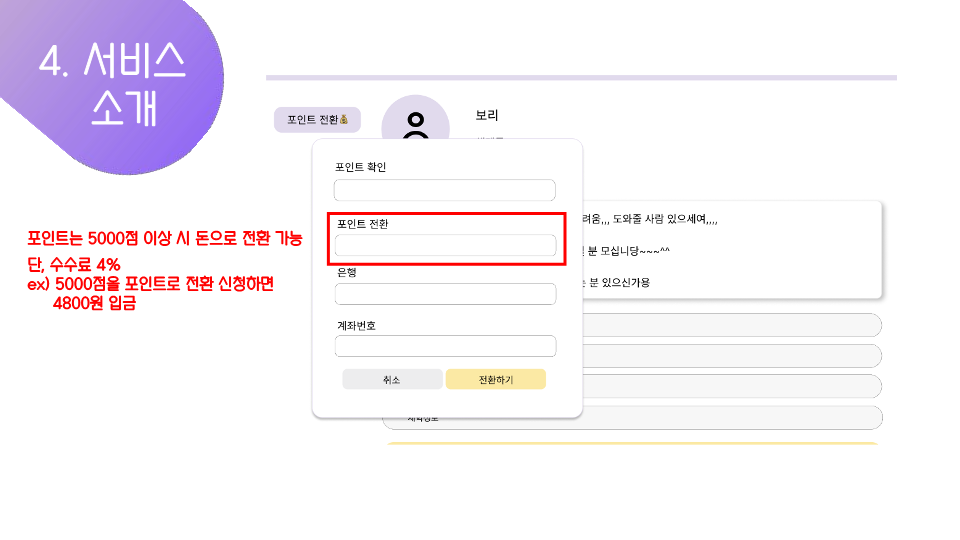 4. 서비스
소개
포인트 전환💰
보리
포인트 확인
포인트 전환
은행
계좌번호
취소
전환하기
려움,,, 도와줄 사람 있으세여,,,,
분 모십니당~~~^^
분 있으신가용
포인트는 5000점 이상 시 돈으로 전환 가능
단, 수수료 4%
ex) 5000점을 포인트로 전환 신청하면
4800원 입금